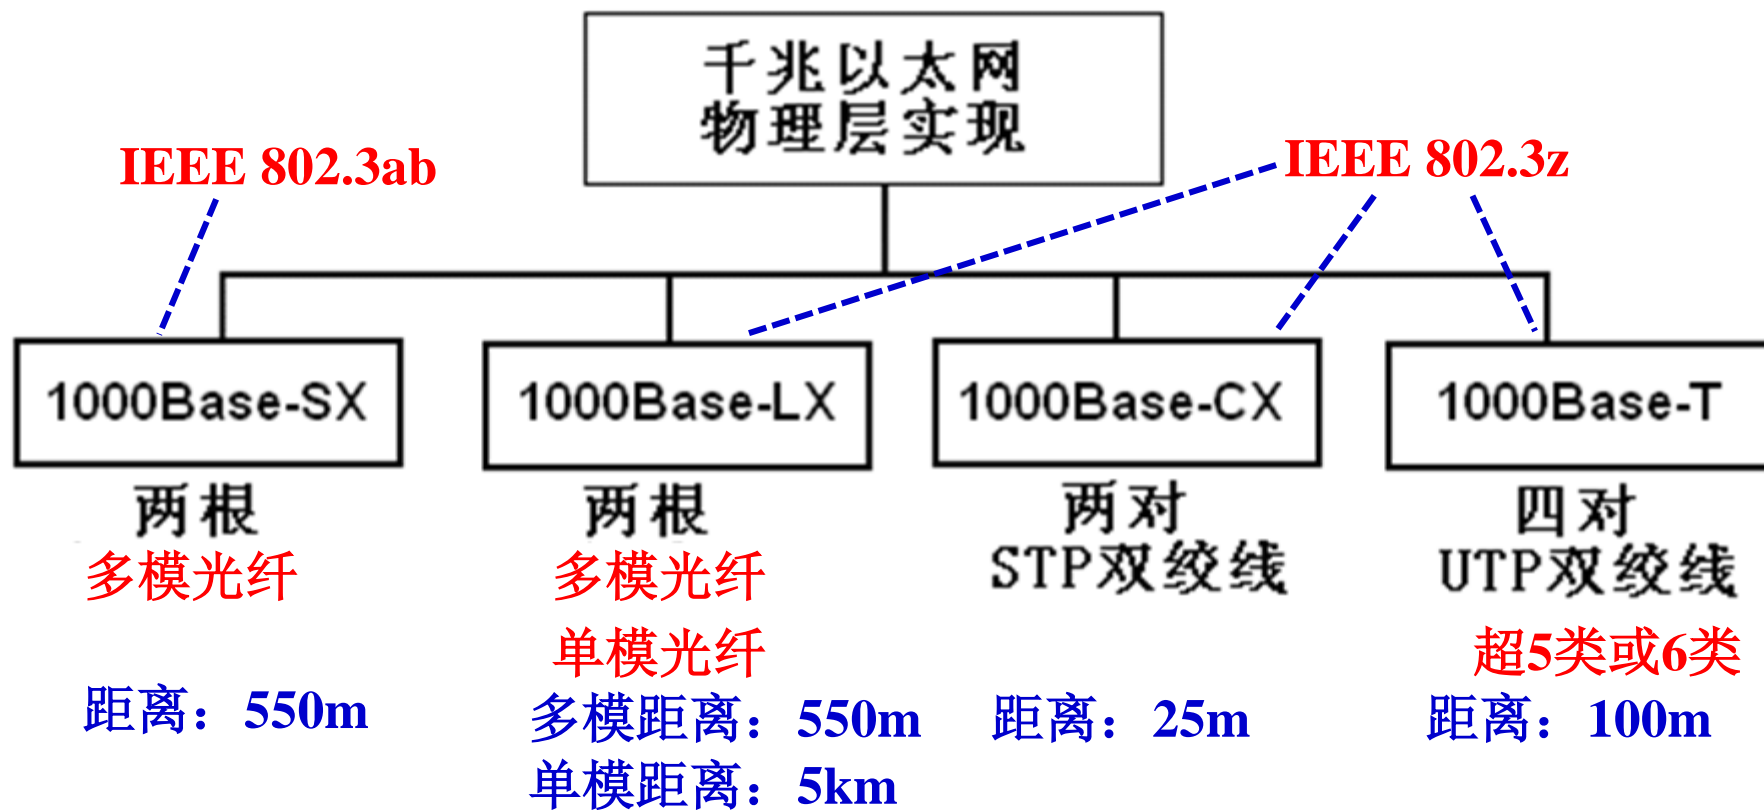 千兆以太网
物理层实现
IEEE 802.3ab
IEEE 802.3z
1000Base-SX
1000Base-LX
1000Base-CX
1000Base-T
两根
多模光纤
距离：550m
两根
多模光纤
单模光纤
多模距离：550m
单模距离：5km
两对
STP双绞线
距离：25m
四对
UTP双绞线
超5类或6类
距离：100m